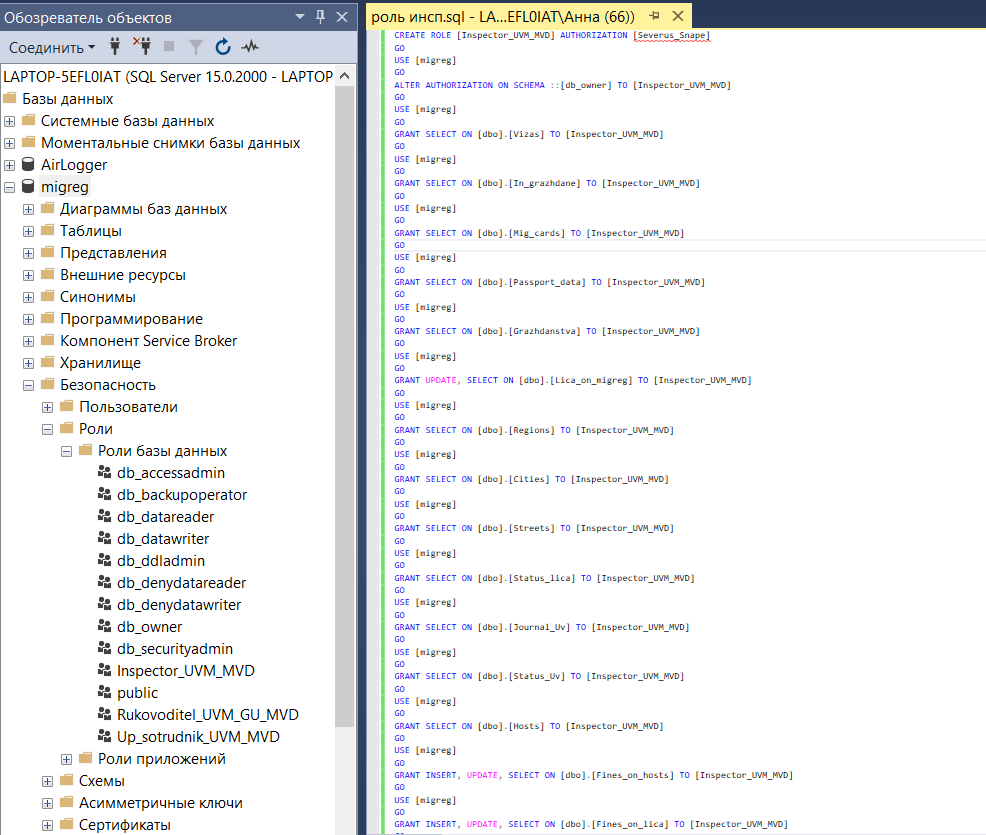 Обозреватель объектов
Соединить
LAPTOP-5EFL0IAT (SQL Server 15.0.2000 - LAPTOP
Базы данных
Системные базы данных
Моментальные снимки базы данных
AirLogger
migreg
Диаграммы баз данных
Таблицы
Представления
Внешние ресурсы
Синонимы
Программирование
Компонент Service Broker
Хранилище
Безопасность
Пользователи
Роли
Роли базы данных
db_accessadmin
db_backupoperator
db_datareader
db_datawriter
db_ddladmin
db_denydatareader
db_denydatawriter
db_owner
db_securityadmin
Inspector_UVM_MVD
public
Rukovoditel_UVM_GU_MVD
Up_sotrudnik_UVM_MVD
Роли приложений
Схемы
Асимметричные ключи
Сертификаты
роль инсп.sql - LA...EFL0IAT\Анна (66))
CREATE ROLE [Inspector_UVM_MVD] AUTHORIZATION [Severus_Snape]
GO
USE [migreg]
GO
ALTER AUTHORIZATION ON SCHEMA ::[db_owner] TO [Inspector_UVM_MVD]
GO
USE [migreg]
GO
GRANT SELECT ON [dbo].[Vizas] TO [Inspector_UVM_MVD]
GO
USE [migreg]
GO
GRANT SELECT ON [dbo].[In_grazhdane] TO [Inspector_UVM_MVD]
GO
USE [migreg]
GO
GRANT SELECT ON [dbo].[Mig_cards] TO [Inspector_UVM_MVD]
GO
USE [migreg]
GO
GRANT SELECT ON [dbo].[Passport_data] TO [Inspector_UVM_MVD]
GO
USE [migreg]
GO
GRANT SELECT ON [dbo].[Grazhdanstva] TO [Inspector_UVM_MVD]
GO
USE [migreg]
GO
GRANT UPDATE, SELECT ON [dbo].[Lica_on_migreg] TO [Inspector_UVM_MVD]
GO
USE [migreg]
GO
GRANT SELECT ON [dbo].[Regions] TO [Inspector_UVM_MVD]
GO
USE [migreg]
GO
GRANT SELECT ON [dbo].[Cities] TO [Inspector_UVM_MVD]
GO
USE [migreg]
GO
GRANT SELECT ON [dbo].[Streets] TO [Inspector_UVM_MVD]
GO
USE [migreg]
GO
GRANT SELECT ON [dbo].[Status_lica] TO [Inspector_UVM_MVD]
GO
USE [migreg]
GO
GRANT SELECT ON [dbo].[Journal_Uv] TO [Inspector_UVM_MVD]
GO
USE [migreg]
GO
GRANT SELECT ON [dbo].[Status_Uv] TO [Inspector_UVM_MVD]
GO
USE [migreg]
GO
GRANT SELECT ON [dbo].[Hosts] TO [Inspector_UVM_MVD]
GO
USE [migreg]
GO
GRANT INSERT, UPDATE, SELECT ON [dbo].[Fines_on_hosts] TO [Inspector_UVM_MVD]
GO
USE [migreg]
GO
GRANT INSERT, UPDATE, SELECT ON [dbo].[Fines_on_lica] TO [Inspector_UVM_MVD]